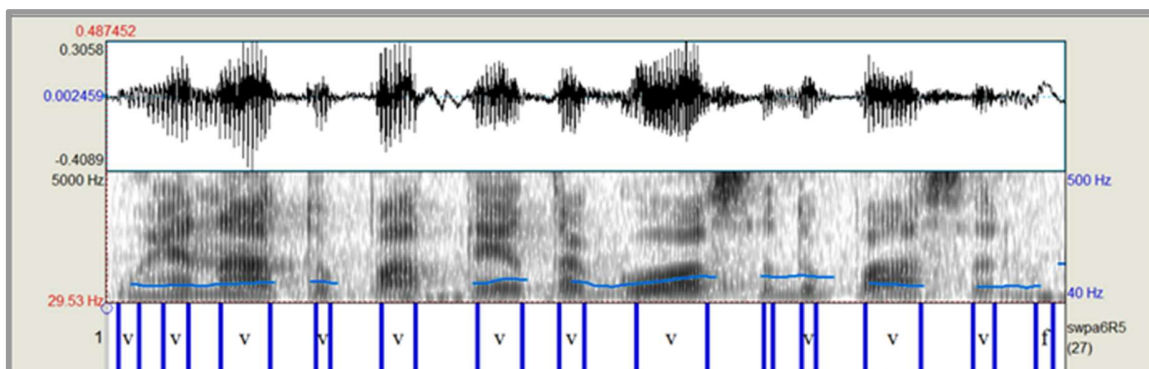 0.487452
0.3058
0.002459
-0.4089
5000 Hz 500 Hz
29.53 Hz 40 Hz
1 v v v v v v v v v v v f swpa6R5
(27)